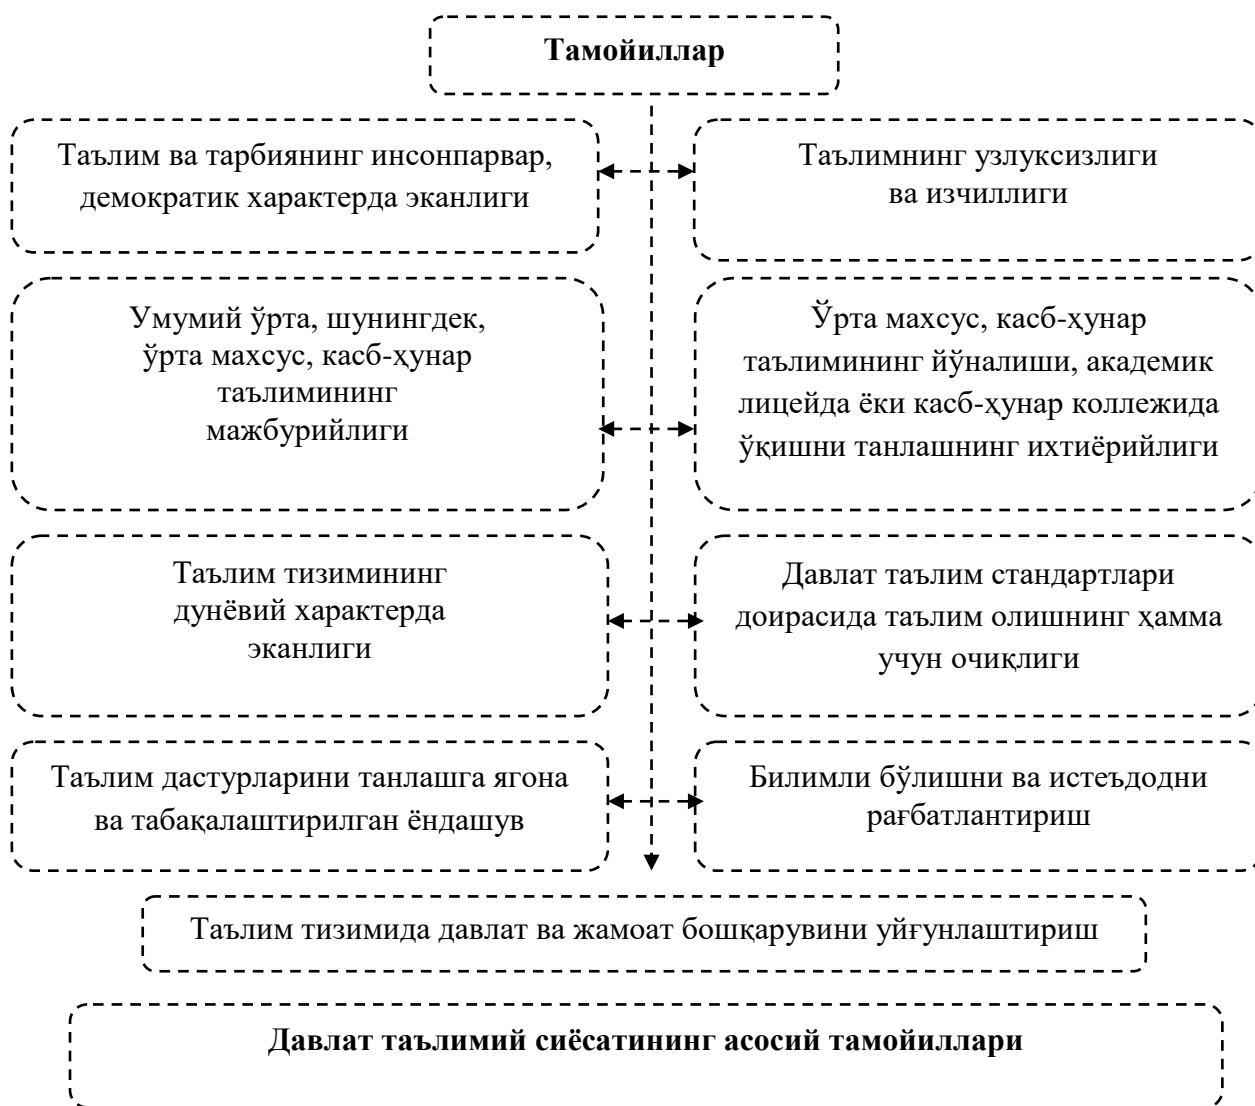 Тамойиллар
Таълим ва тарбиянинг инсонпарвар,
демократик характерда эканлиги
Таълимнинг узлуксизлиги
ва изчиллиги
Умумий ўрта, шунингдек,
ўрта махсус, касб-ҳунар
таълимининг
мажбурийлиги
Ўрта махсус, касб-ҳунар
таълимининг йўналиши, академик
лицейда ёки касб-ҳунар коллежида
ўқишни танлашнинг ихтиёрийлиги
Таълим тизимининг
дунёвий характерда
эканлиги
Давлат таълим стандартлари
доирасида таълим олишнинг ҳамма
учун очиқлиги
Таълим дастурларини танлашга ягона
ва табақалаштирилган ёндашув
Билимли бўлишни ва истеъдодни
рағбатлантириш
Таълим тизимида давлат ва жамоат бошқарувини уйғунлаштириш
Давлат таълимий сиёсатининг асосий тамойиллари